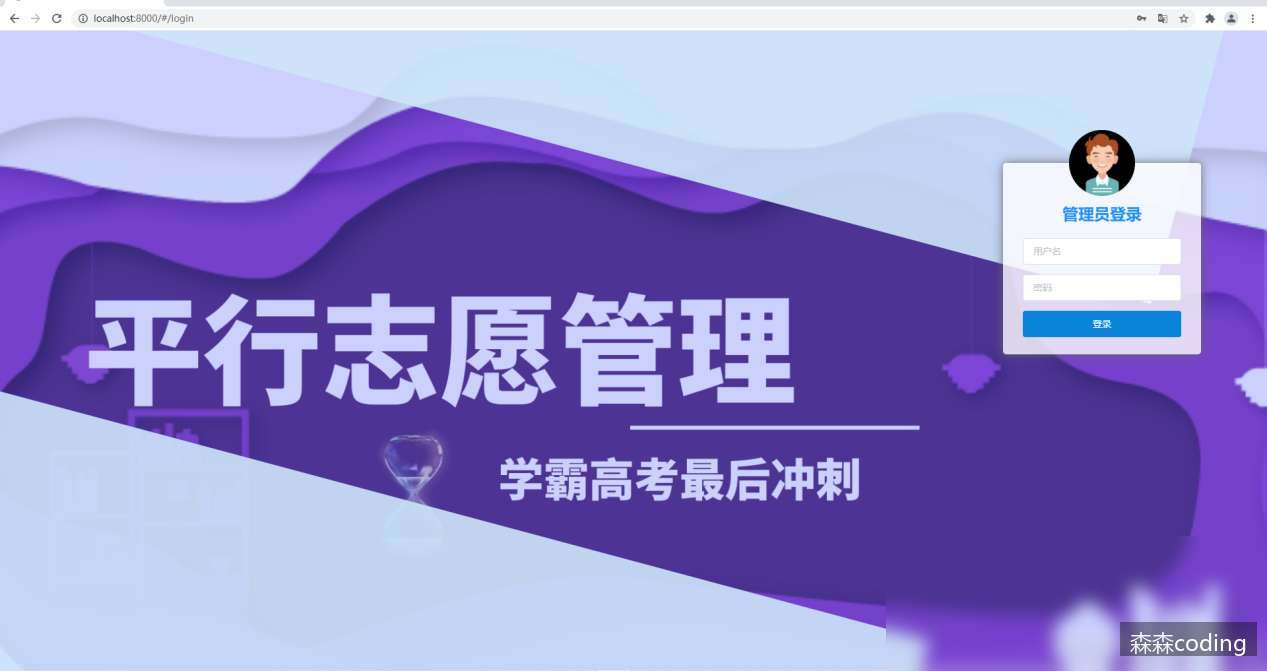 localhost:8000/#/login
管理员登录
用户名
密码
登录
平行志愿管理
学霸高考最后冲刺
森森coding